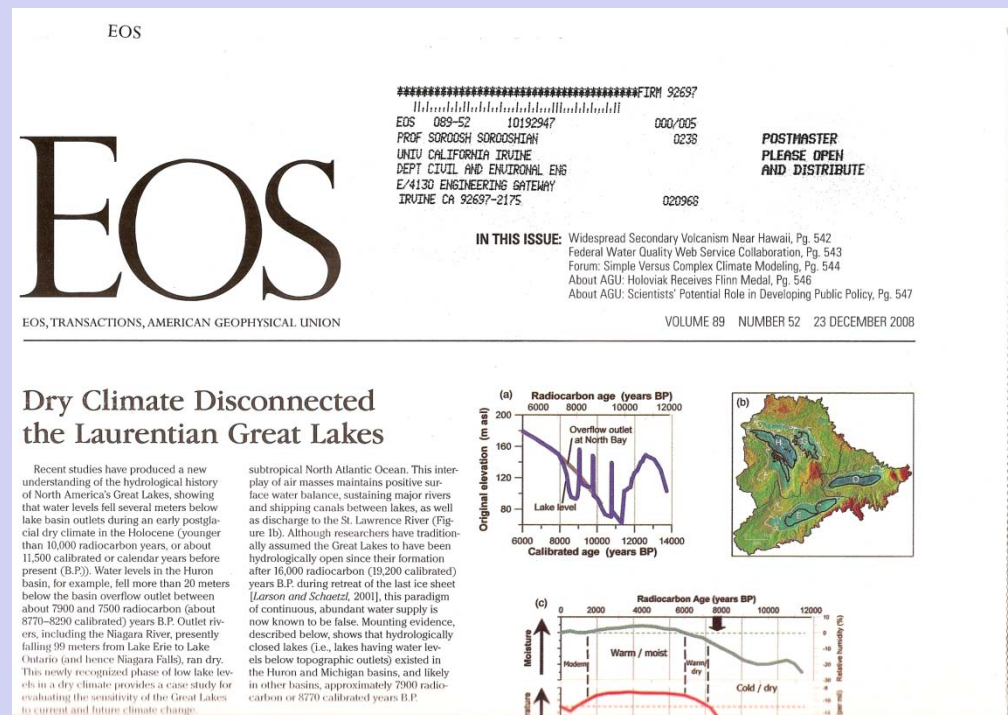 EOS
****************************************FIRM 92697
EOS 089-52 10192947 000/005
PROF SOROOSH SOROOSHIAN 0238
UNIV CALIFORNIA IRVINE
DEPT CIVIL AND ENVIRONAL ENG
E/4130 ENGINEERING GATEWAY
IRVINE CA 92697-2175 020968
POSTMASTER
PLEASE OPEN
AND DISTRIBUTE
EOS
IN THIS ISSUE: Widespread Secondary Volcanism Near Hawaii, Pg. 542
Federal Water Quality Web Service Collaboration, Pg. 543
Forum: Simple Versus Complex Climate Modeling, Pg. 544
About AGU: Holoviak Receives Flinn Medal, Pg. 546
About AGU: Scientists' Potential Role in Developing Public Policy, Pg. 547
EOS, TRANSACTIONS, AMERICAN GEOPHYSICAL UNION
VOLUME 89 NUMBER 52 23 DECEMBER 2008
Dry Climate Disconnected
the Laurentian Great Lakes
Recent studies have produced a new
understanding of the hydrological history
of North America's Great Lakes, showing
that water levels fell several meters below
lake basin outlets during an early postgla-
cial dry climate in the Holocene (younger
than 10,000 radiocarbon years, or about
11,500 calibrated or calendar years before
present (B.P.)). Water levels in the Huron
basin, for example, fell more than 20 meters
below the basin overflow outlet between
about 7900 and 7500 radiocarbon (about
8770–8290 calibrated) years B.P. Outlet riv-
ers, including the Niagara River, presently
falling 99 meters from Lake Erie to Lake
Ontario (and hence Niagara Falls), ran dry.
This newly recognized phase of low lake lev-
els in a dry climate provides a case study for
evaluating the sensitivity of the Great Lakes
to current and future climate change.
subtropical North Atlantic Ocean. This inter-
play of air masses maintains positive sur-
face water balance, sustaining major rivers
and shipping canals between lakes, as well
as discharge to the St. Lawrence River (Fig-
ure 1b). Although researchers have tradition-
ally assumed the Great Lakes to have been
hydrologically open since their formation
after 16,000 radiocarbon (19,200 calibrated)
years B.P. during retreat of the last ice sheet
[Larson and Schaetzl, 2001], this paradigm
of continuous, abundant water supply is
now known to be false. Mounting evidence,
described below, shows that hydrologically
closed lakes (i.e., lakes having water lev-
els below topographic outlets) existed in
the Huron and Michigan basins, and likely
in other basins, approximately 7900 radio-
carbon or 8770 calibrated years B.P.
(a) Radiocarbon age (years BP)
6000 8000 10000 12000
Original elevation (m asl)
200
160
120
80
Overflow outlet
at North Bay
Lake level
6000 8000 10000 12000 14000
Calibrated age (years BP)
(b)
(c) Radiocarbon Age (years BP)
0 2000 4000 6000 8000 10000 12000
Moisture
Modern
Warm / moist
Warm/
dry
Cold / dry
Relative humidity (%)
10
0
-10